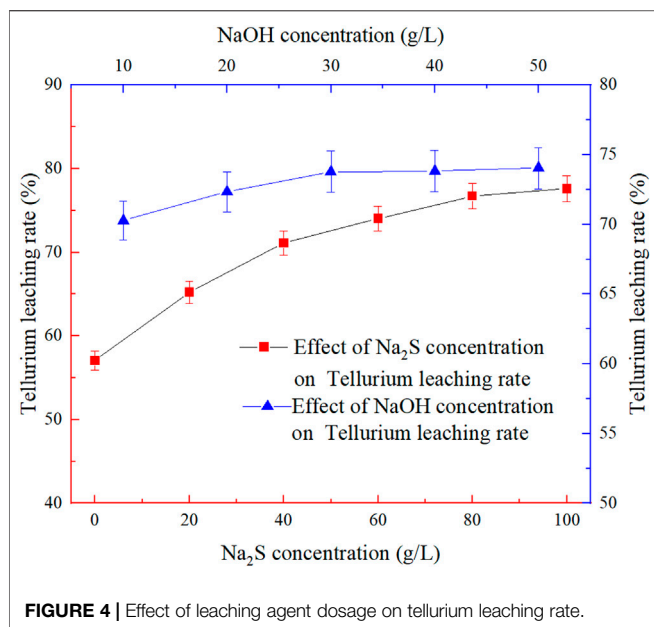 NaOH concentration (g/L)
10 20 30 40 50
90
80
70
60
50
40
80
75
70
65
60
55
50
Tellurium leaching rate (%)
Tellurium leaching rate (%)
Effect of Na₂S concentration
on Tellurium leaching rate
Effect of NaOH concentration
on Tellurium leaching rate
0 20 40 60 80 100
Na₂S concentration (g/L)
FIGURE 4 | Effect of leaching agent dosage on tellurium leaching rate.